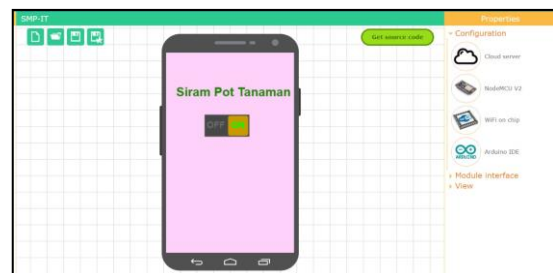 SMP-IT
Get source code
Siram Pot Tanaman
OFF
Properties
Configuration
Cloud server
NodeMCU V2
WiFi on chip
ARDUINO
Arduino IDE
Module interface
View